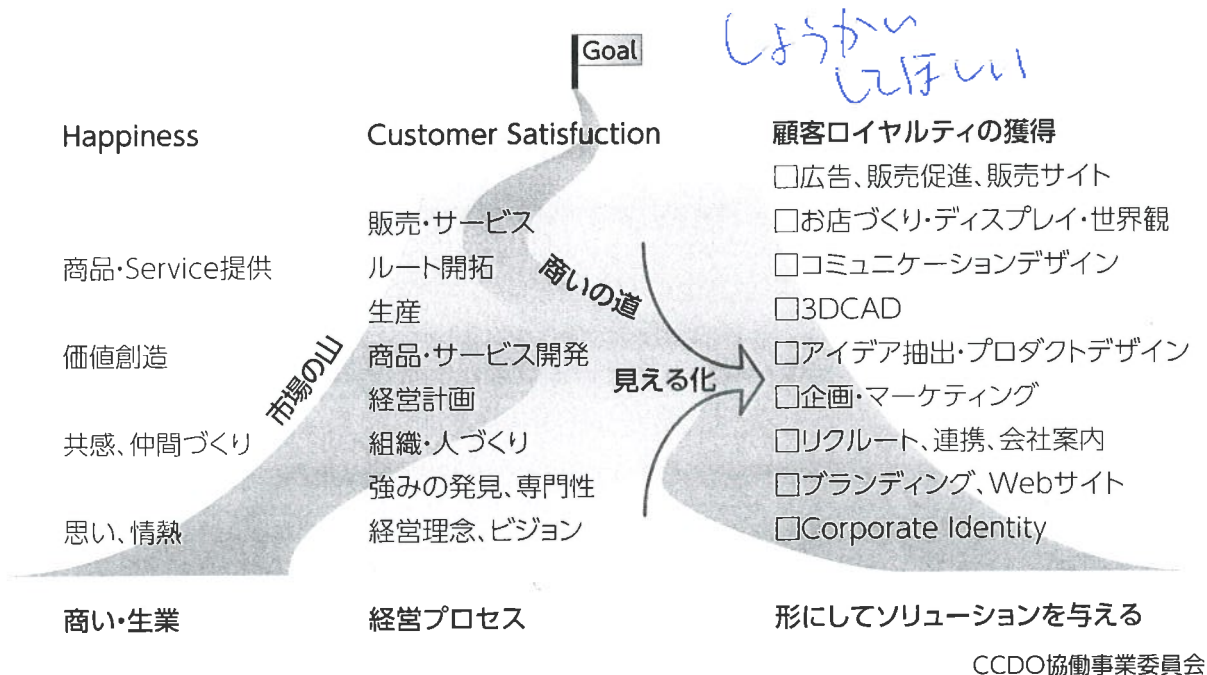 Goal
しょうかい
してほしい
Happiness
商品・Service提供
価値創造
共感、仲間づくり
思い、情熱
商い・生業
市場の山
Customer Satisfuction
販売・サービス
ルート開拓
生産
商品・サービス開発
経営計画
組織・人づくり
強みの発見、専門性
経営理念、ビジョン
経営プロセス
商いの道
見える化
顧客ロイヤルティの獲得
□広告、販売促進、販売サイト
□お店づくり・ディスプレイ・世界観
□コミュニケーションデザイン
□3DCAD
□アイデア抽出・プロダクトデザイン
□企画・マーケティング
□リクルート、連携、会社案内
□ブランディング、Webサイト
□Corporate Identity
形にしてソリューションを与える
CCDO協働事業委員会